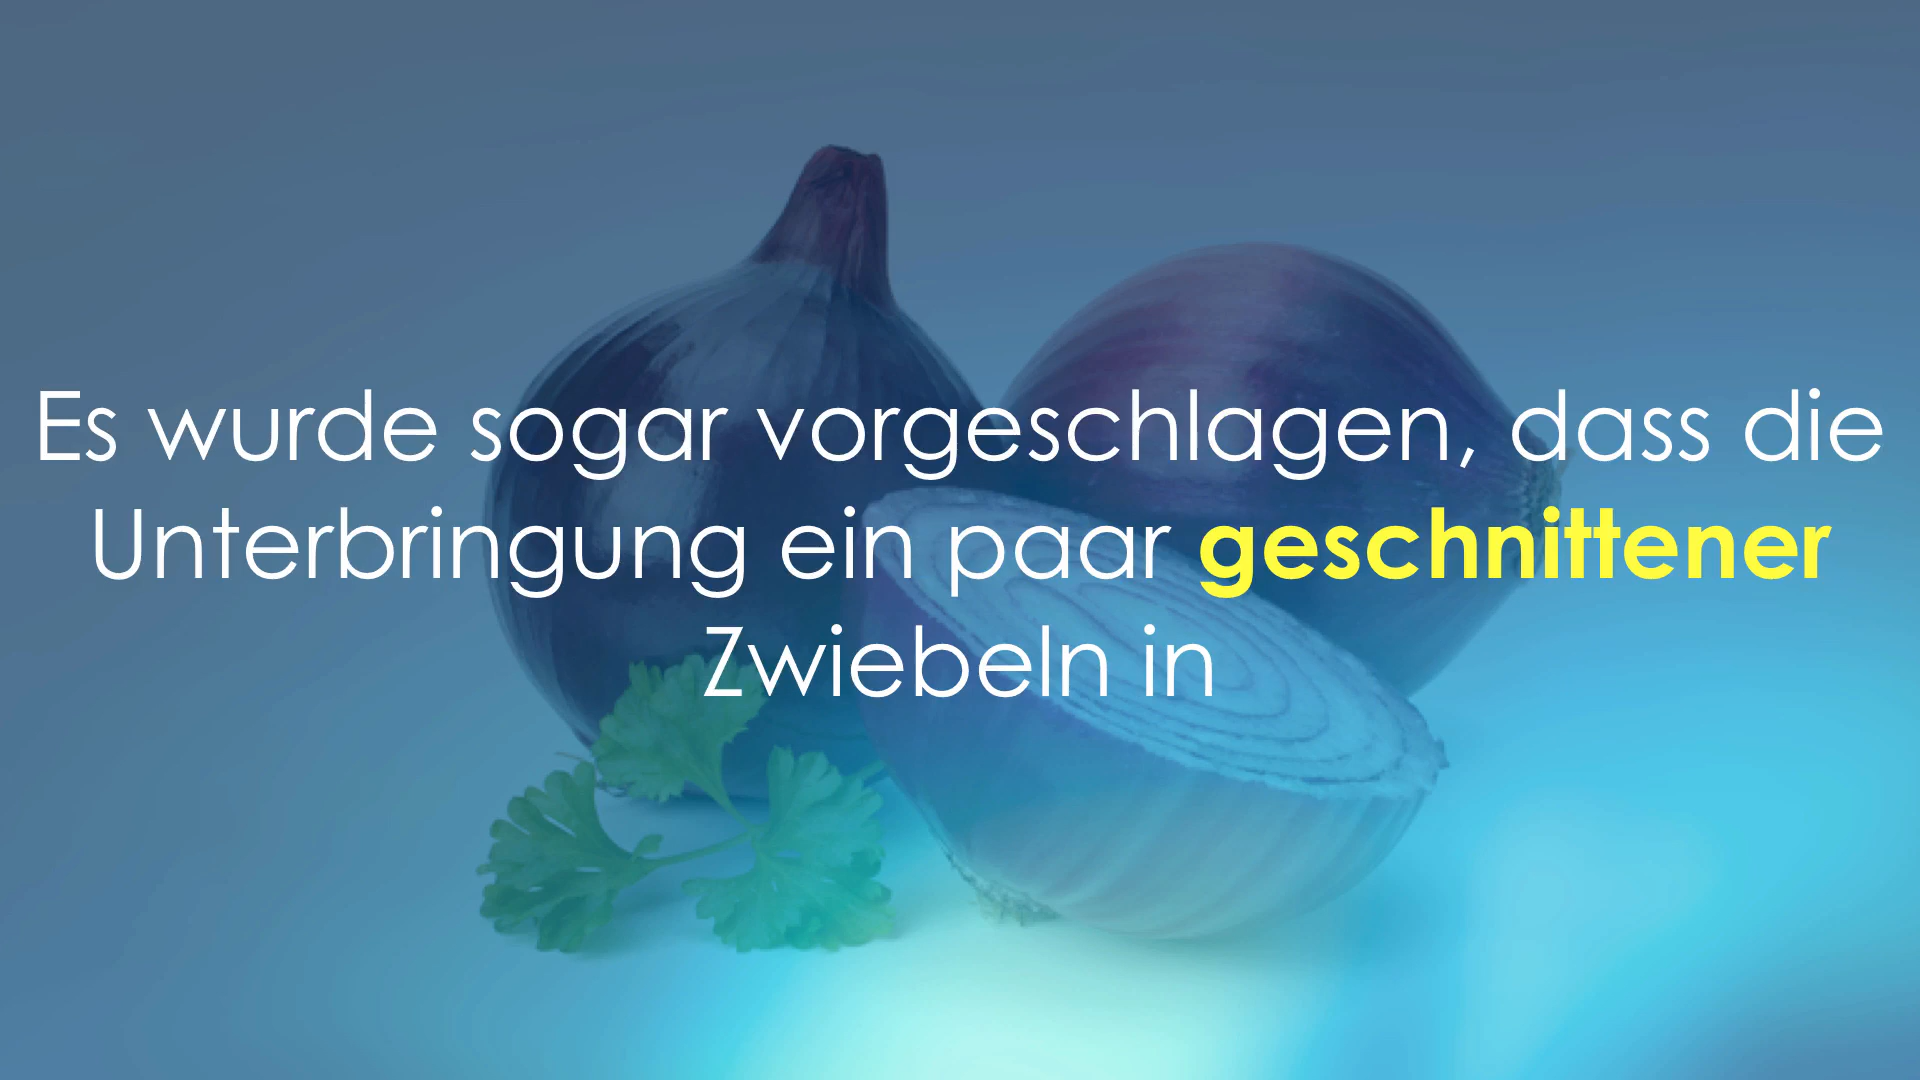 Es wurde sogar vorgeschlagen, dass die
Unterbringung ein paar geschnittener
Zwiebeln in